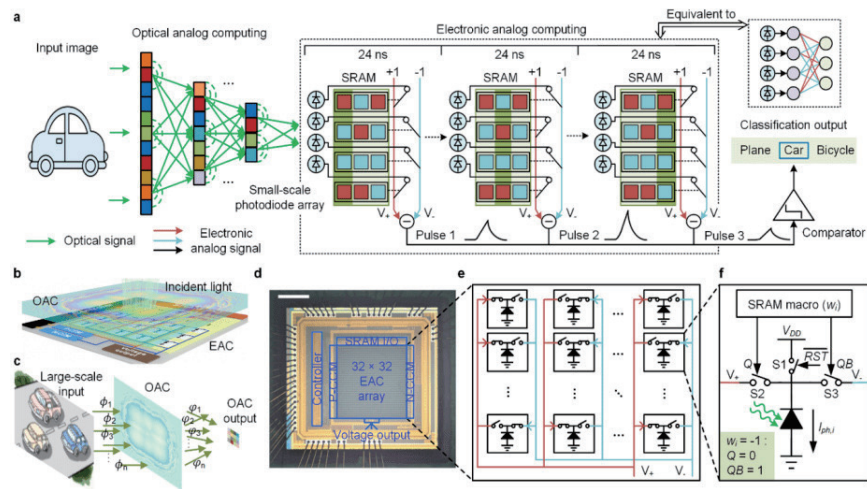 a
Input image
Optical analog computing
Electronic analog computing
Equivalent to
24 ns
24 ns
24 ns
SRAM
+1
-1
SRAM
+1
-1
SRAM
+1
-1
Classification output
Plane
Car
Bicycle
Small-scale
photodiode array
V+
V-
V+
V-
V+
V-
Pulse 1
Pulse 2
Pulse 3
Comparator
Optical signal
Electronic
analog signal
b
OAC
Incident light
EAC
c
Large-scale
input
OAC
OAC
output
ϕ1
ϕ2
ϕ3
ϕn
φ1
φ2
φ3
φn
d
SRAM I/O
Controller
32 × 32
EAC
array
Voltage output
e
...
...
...
V+
V-
f
SRAM macro (wi)
VDD
Q
S1
RST
QB
V+
V-
S2
S3
Iph,i
wi = -1 :
Q = 0
QB = 1